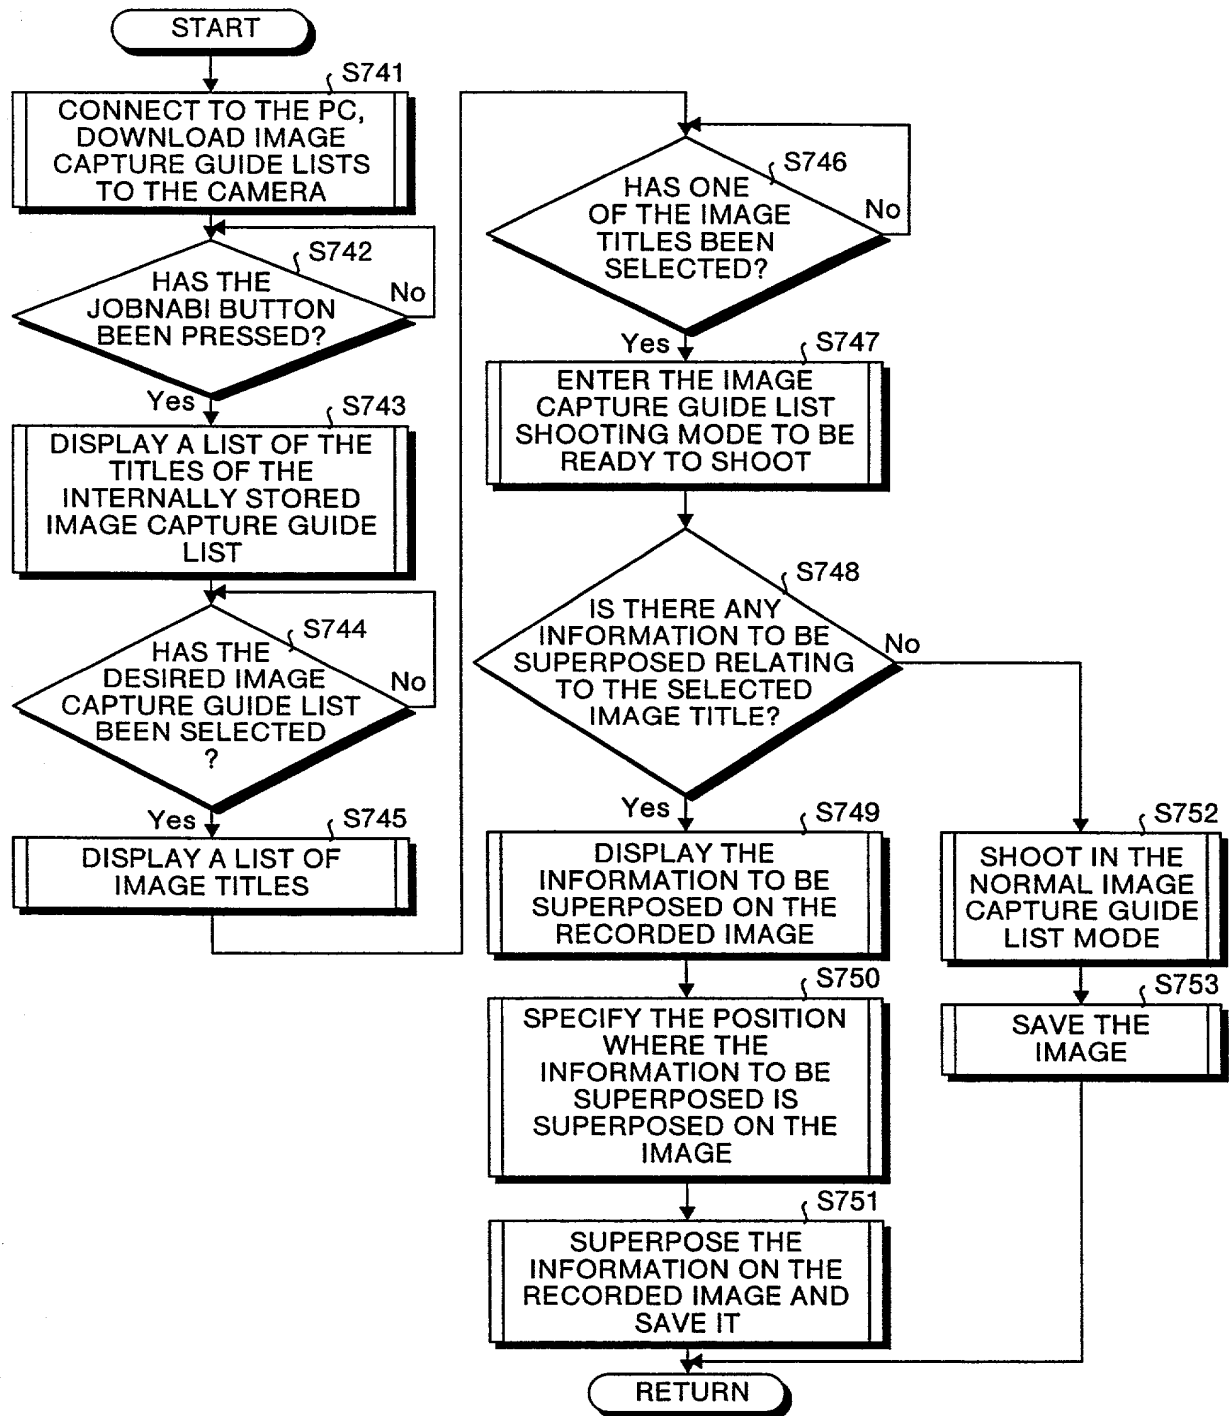 START
S741
CONNECT TO THE PC,
DOWNLOAD IMAGE
CAPTURE GUIDE LISTS
TO THE CAMERA
S742
HAS THE
JOBNABI BUTTON
BEEN PRESSED?
No
Yes
S743
DISPLAY A LIST OF THE
TITLES OF THE
INTERNALLY STORED
IMAGE CAPTURE GUIDE
LIST
S744
HAS THE
DESIRED IMAGE
CAPTURE GUIDE LIST
BEEN SELECTED
?
No
Yes
S745
DISPLAY A LIST OF
IMAGE TITLES
S746
HAS ONE
OF THE IMAGE
TITLES BEEN
SELECTED?
No
Yes
S747
ENTER THE IMAGE
CAPTURE GUIDE LIST
SHOOTING MODE TO BE
READY TO SHOOT
S748
IS THERE ANY
INFORMATION TO BE
SUPERPOSED RELATING
TO THE SELECTED
IMAGE TITLE?
No
Yes
S749
DISPLAY THE
INFORMATION TO BE
SUPERPOSED ON THE
RECORDED IMAGE
S750
SPECIFY THE POSITION
WHERE THE
INFORMATION TO BE
SUPERPOSED IS
SUPERPOSED ON THE
IMAGE
S751
SUPERPOSE THE
INFORMATION ON THE
RECORDED IMAGE AND
SAVE IT
S752
SHOOT IN THE
NORMAL IMAGE
CAPTURE GUIDE
LIST MODE
S753
SAVE THE
IMAGE
RETURN